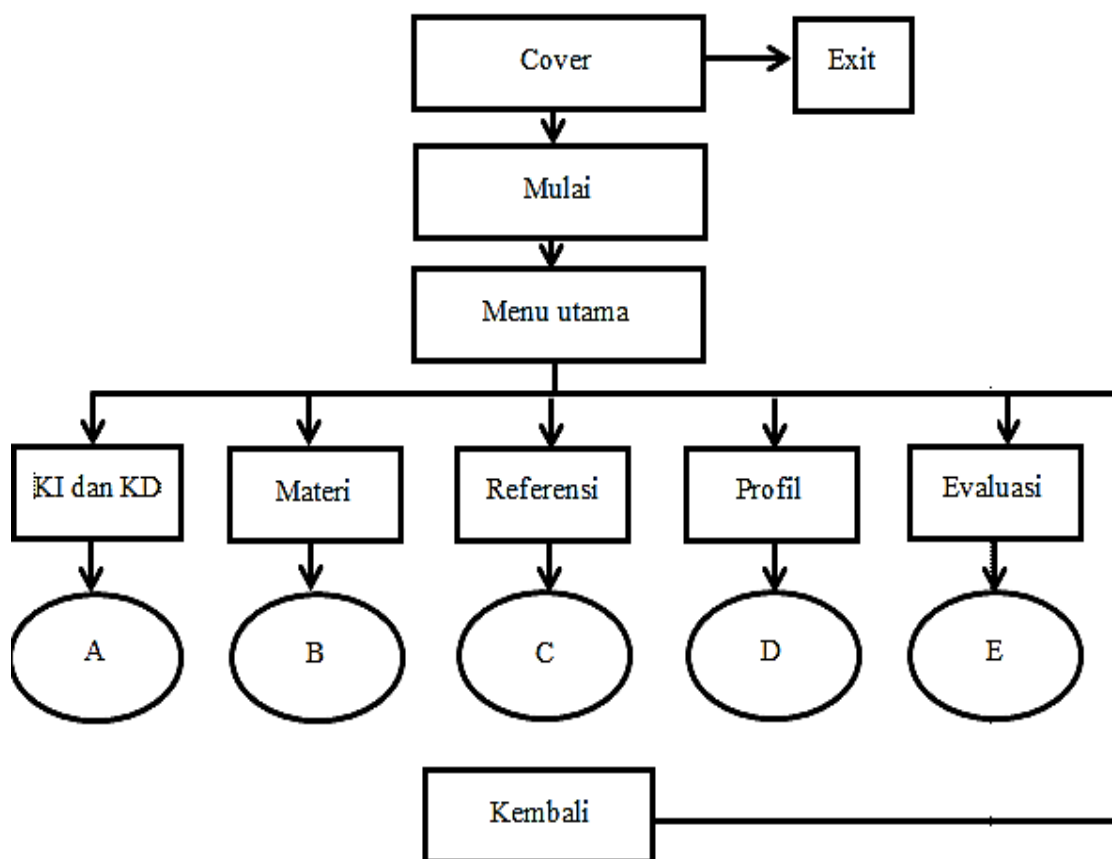 Cover
Exit
Mulai
Menu utama
KI dan KD
Materi
Referensi
Profil
Evaluasi
A
B
C
D
E
Kembali